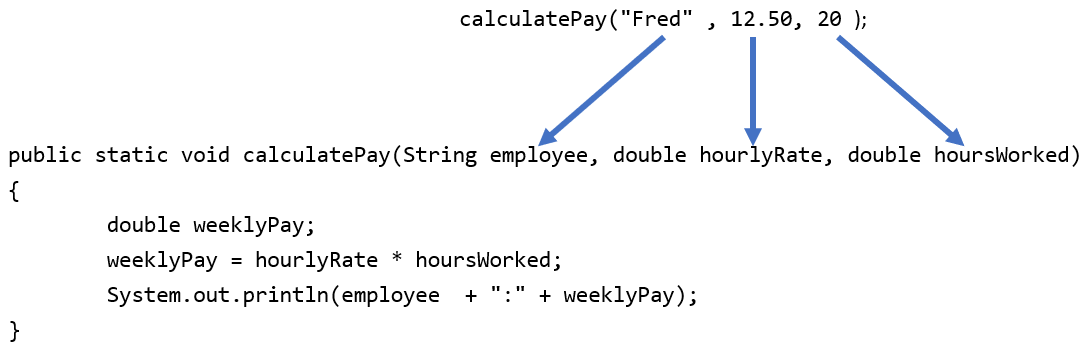 calculatePay("Fred" , 12.50, 20 );
public static void calculatePay(String employee, double hourlyRate, double hoursWorked)
{
double weeklyPay;
weeklyPay = hourlyRate * hoursWorked;
System.out.println(employee  + ":" + weeklyPay);
}